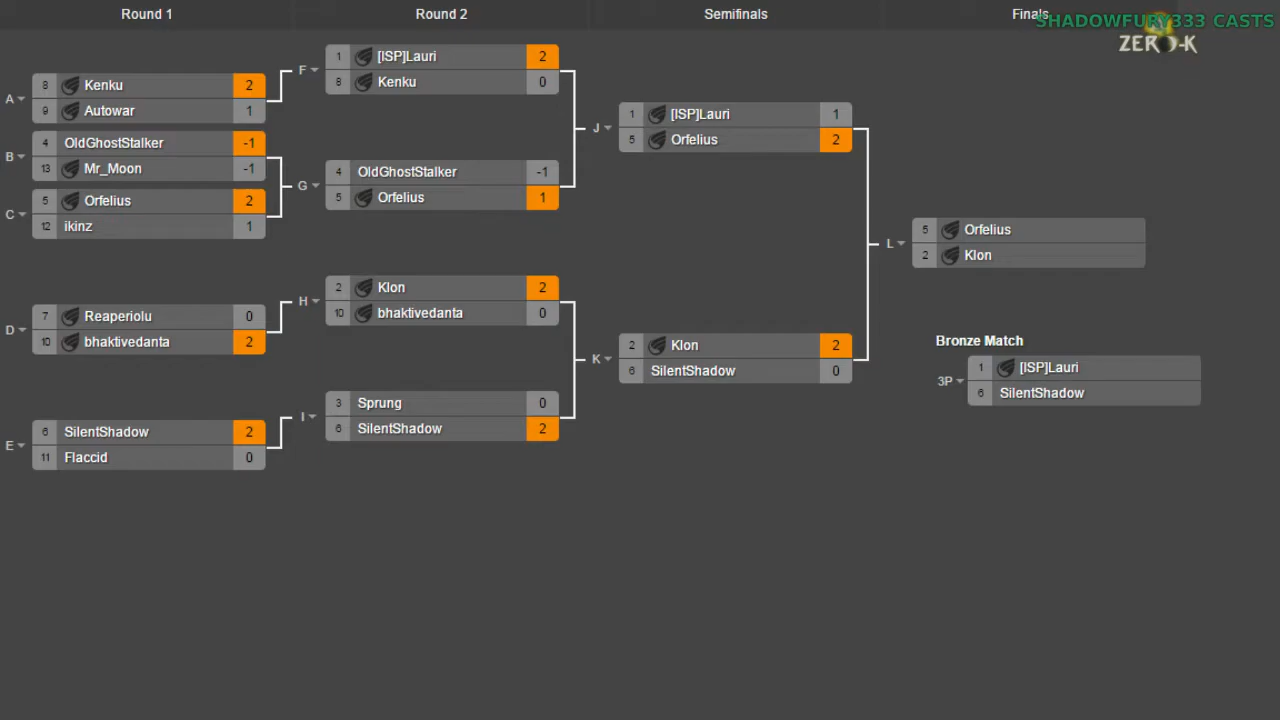 Round 1
Round 2
Semifinals
Finals
SHADOWFURY333 CASTS
ZERO-K
A
8 Kenku 2
9 Autowar 1
B
4 OldGhostStalker -1
13 Mr_Moon -1
C
5 Orfelius 2
12 ikinz 1
D
7 Reaperiolu 0
10 bhaktivedanta 2
E
6 SilentShadow 2
11 Flaccid 0
F
1 [ISP]Lauri 2
8 Kenku 0
G
4 OldGhostStalker -1
5 Orfelius 1
H
2 Klon 2
10 bhaktivedanta 0
I
3 Sprung 0
6 SilentShadow 2
J
1 [ISP]Lauri 1
5 Orfelius 2
K
2 Klon 2
6 SilentShadow 0
L
5 Orfelius
2 Klon
Bronze Match
3P
1 [ISP]Lauri
6 SilentShadow